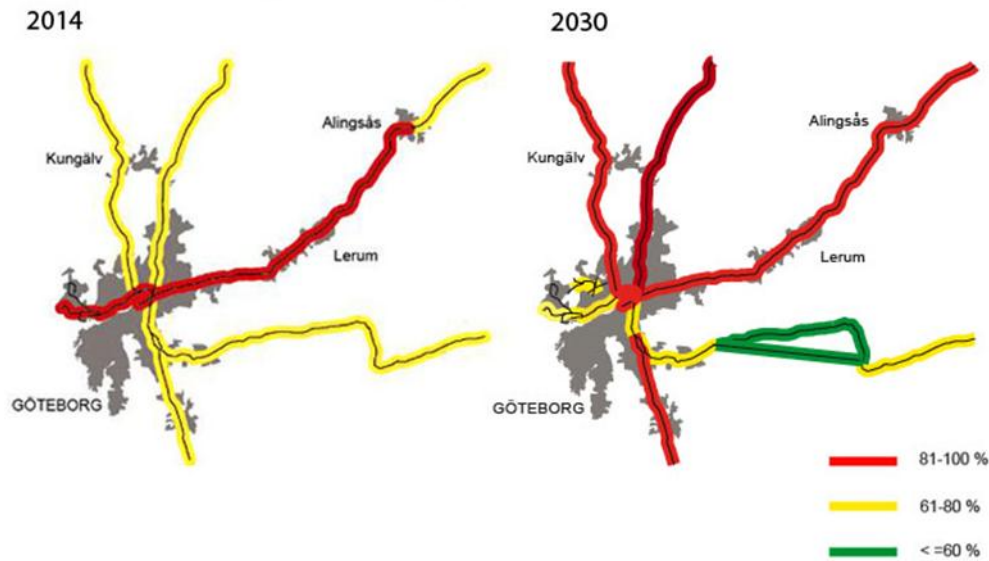 2014
2030
Alingsås
Kungälv
Lerum
GÖTEBORG
Alingsås
Kungälv
Lerum
GÖTEBORG
81-100 %
61-80 %
< =60 %